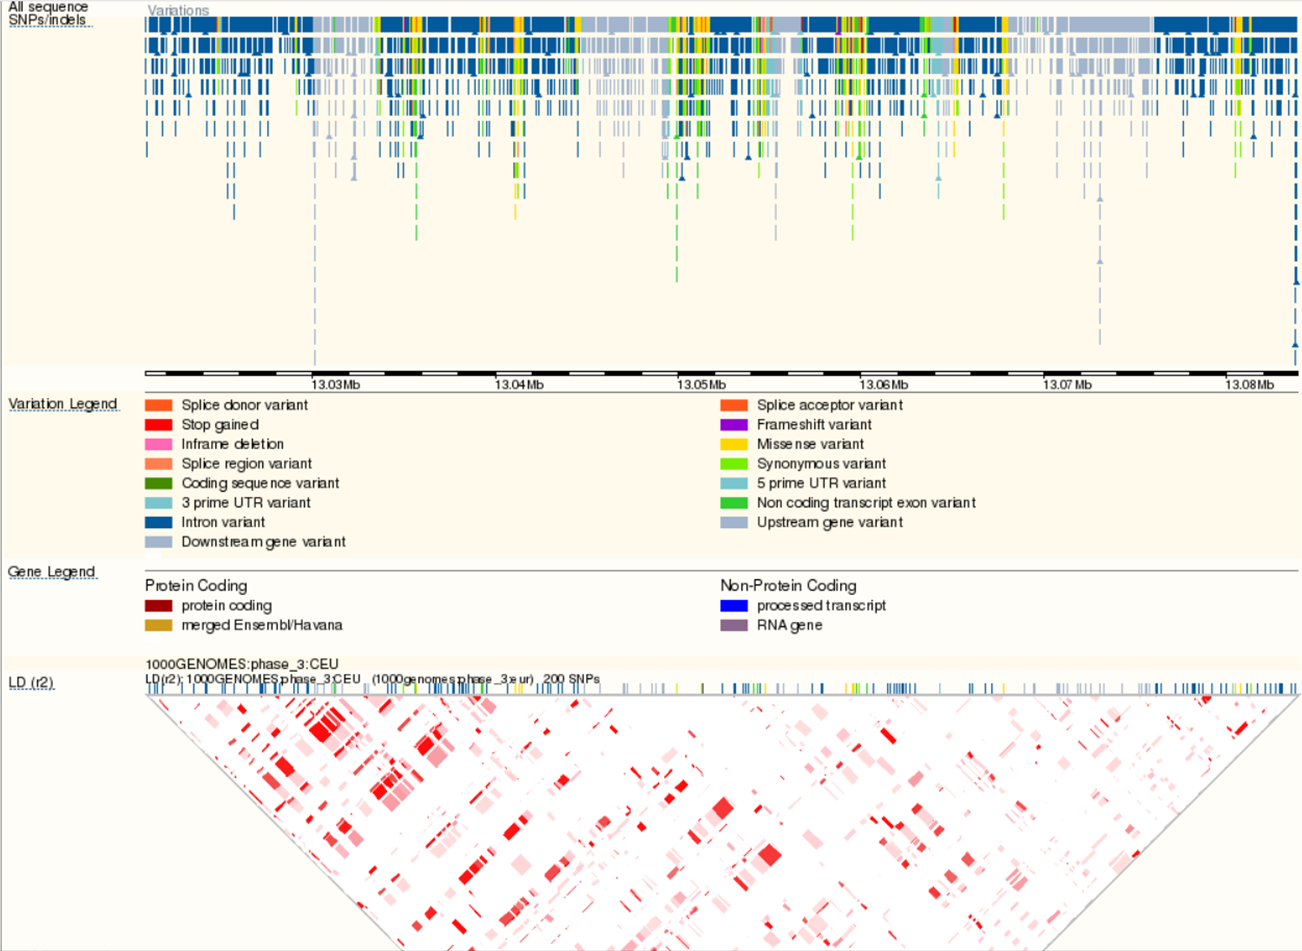 All sequence
SNPs/indels
Variations
13.03Mb 13.04Mb 13.05Mb 13.06Mb 13.07Mb 13.08Mb
Variation Legend
Splice donor variant Splice acceptor variant
Stop gained Frameshift variant
Inframe deletion Missense variant
Splice region variant Synonymous variant
Coding sequence variant 5 prime UTR variant
3 prime UTR variant Non coding transcript exon variant
Intron variant Upstream gene variant
Downstream gene variant
Gene Legend
Protein Coding Non-Protein Coding
protein coding processed transcript
merged Ensembl/Havana RNA gene
1000GENOMES:phase_3:CEU
LD (r2)
LD(r2): 1000GENOMES:phase_3:CEU (1000genomes:phase_3:eur) 200 SNPs